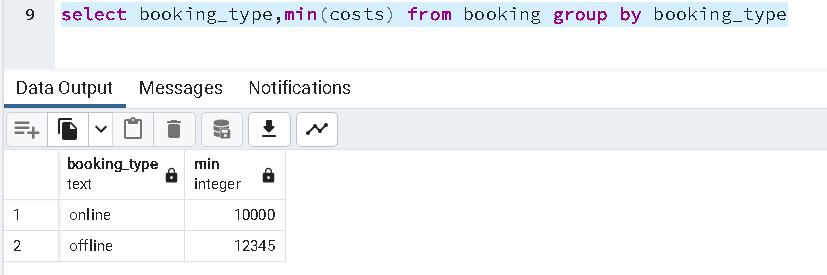 9 select booking_type,min(costs) from booking group by booking_type
Data Output Messages Notifications
booking_type min
text integer
1 online 10000
2 offline 12345